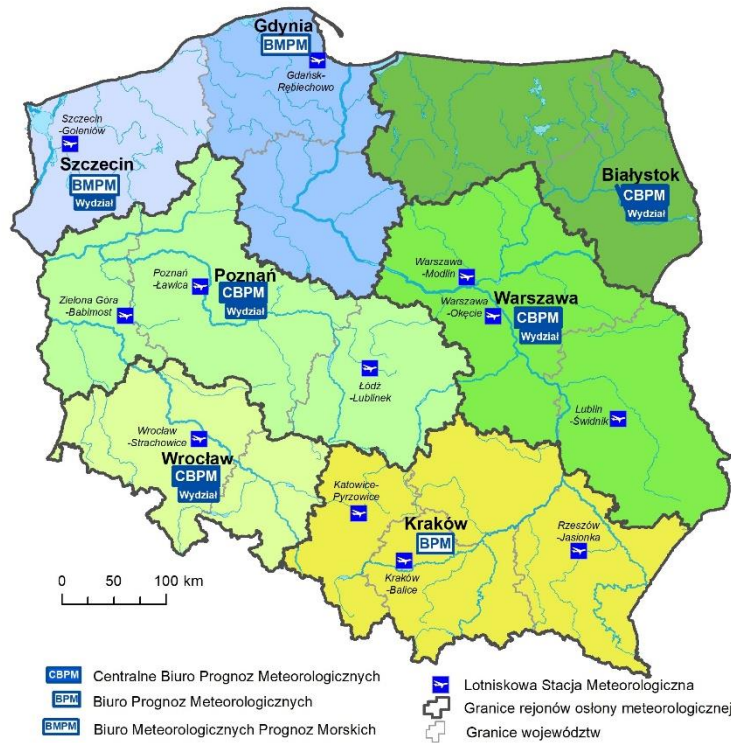 Gdynia
BMPM
Gdańsk
-Rębiechowo
Szczecin
-Goleniów
Szczecin
BMPM
Wydział
Białystok
CBPM
Wydział
Poznań
-Ławica
Poznań
CBPM
Wydział
Zielona Góra
-Babimost
Warszawa
-Modlin
Warszawa
-Okęcie
Warszawa
CBPM
Wydział
Łódź
-Lublinek
Lublin
-Świdnik
Wrocław
-Strachowice
Wrocław
CBPM
Wydział
Katowice-
Pyrzowice
Kraków
BPM
Kraków
-Balice
Rzeszów
-Jasionka
0 50 100 km
CBPM Centralne Biuro Prognoz Meteorologicznych
BPM Biuro Prognoz Meteorologicznych
BMPM Biuro Meteorologicznych Prognoz Morskich
Lotniskowa Stacja Meteorologiczna
Granice rejonów osłony meteorologicznej
Granice województw